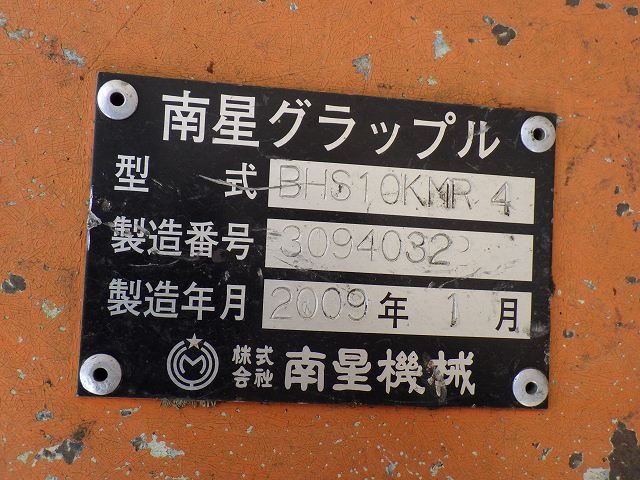 南星グラップル
型式 BHS10KMR 4
製造番号 3094032
製造年月 2009年 1月
株式会社 南星機械